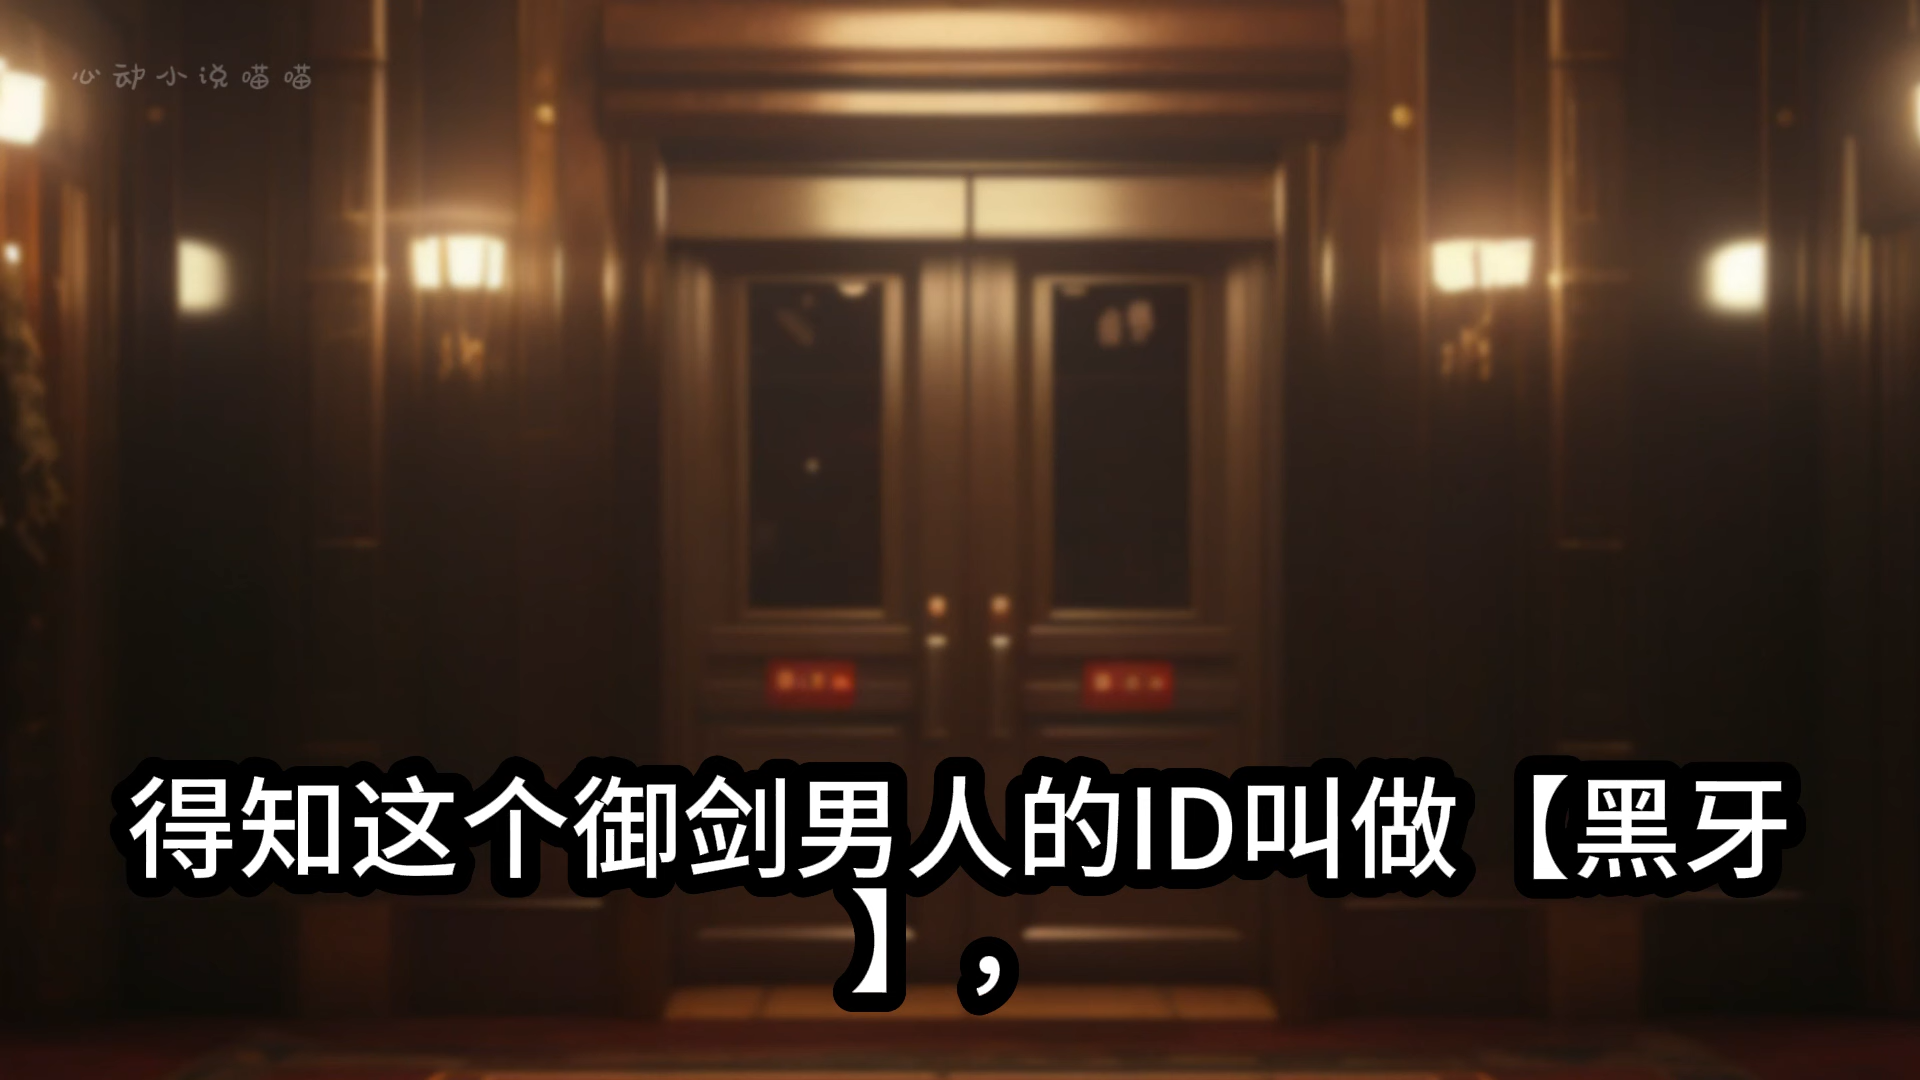 心动小说喵喵
得知这个御剑男人的ID叫做【黑牙
】，